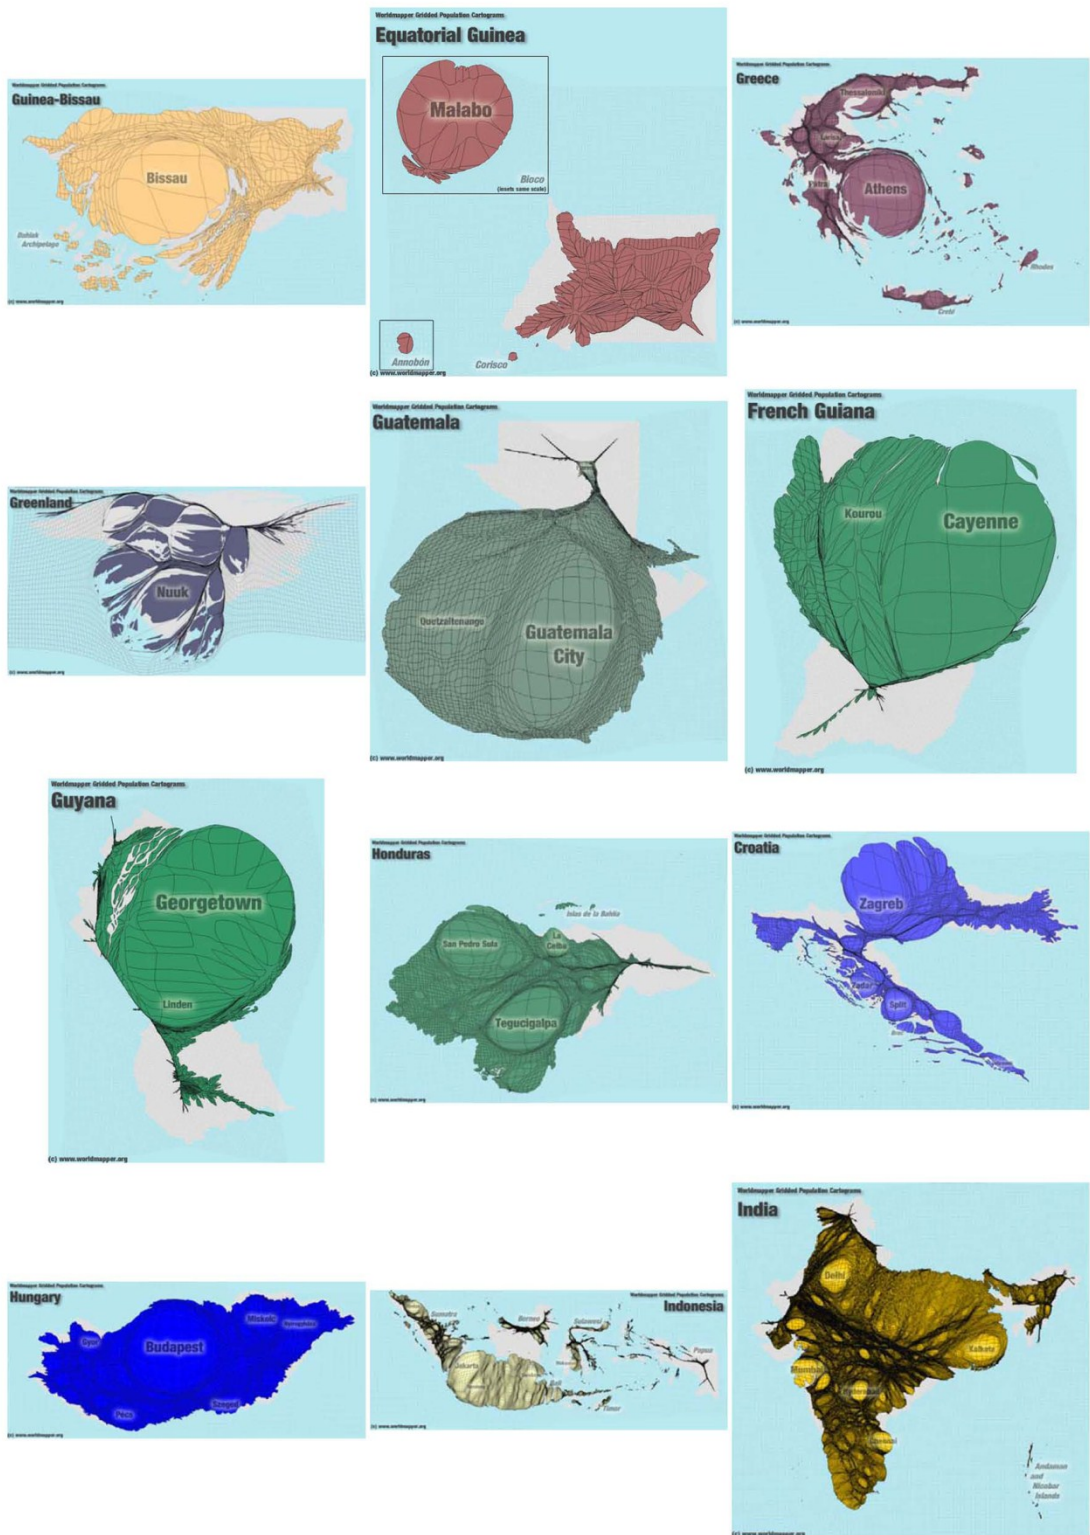 Worldmapper Gridded Population Cartograms
Guinea-Bissau
Bissau
Dahlak
Archipelago
(c) www.worldmapper.org
Worldmapper Gridded Population Cartograms
Equatorial Guinea
Malabo
Bioco
(insets same scale)
Annobón
Corisco
(c) www.worldmapper.org
Worldmapper Gridded Population Cartograms
Greece
Thessaloniki
Larisa
Patra
Athens
Rhodes
Crete
(c) www.worldmapper.org
Worldmapper Gridded Population Cartograms
Greenland
Nuuk
(c) www.worldmapper.org
Worldmapper Gridded Population Cartograms
Guatemala
Quetzaltenango
Guatemala
City
(c) www.worldmapper.org
Worldmapper Gridded Population Cartograms
French Guiana
Kourou
Cayenne
(c) www.worldmapper.org
Worldmapper Gridded Population Cartograms
Guyana
Georgetown
Linden
(c) www.worldmapper.org
Worldmapper Gridded Population Cartograms
Honduras
Islas de la Bahía
San Pedro Sula
La
Ceiba
Tegucigalpa
(c) www.worldmapper.org
Worldmapper Gridded Population Cartograms
Croatia
Zagreb
Zadar
Split
(c) www.worldmapper.org
Worldmapper Gridded Population Cartograms
Hungary
Gyor
Budapest
Miskolc
Pécs
Szeged
(c) www.worldmapper.org
Worldmapper Gridded Population Cartograms
Indonesia
Sumatra
Borneo
Sulawesi
Papua
Jakarta
Bali
Timor
(c) www.worldmapper.org
Worldmapper Gridded Population Cartograms
India
Delhi
Kolkata
Mumbai
Hyderabad
Chennai
Andaman
and
Nicobar
Islands
(c) www.worldmapper.org